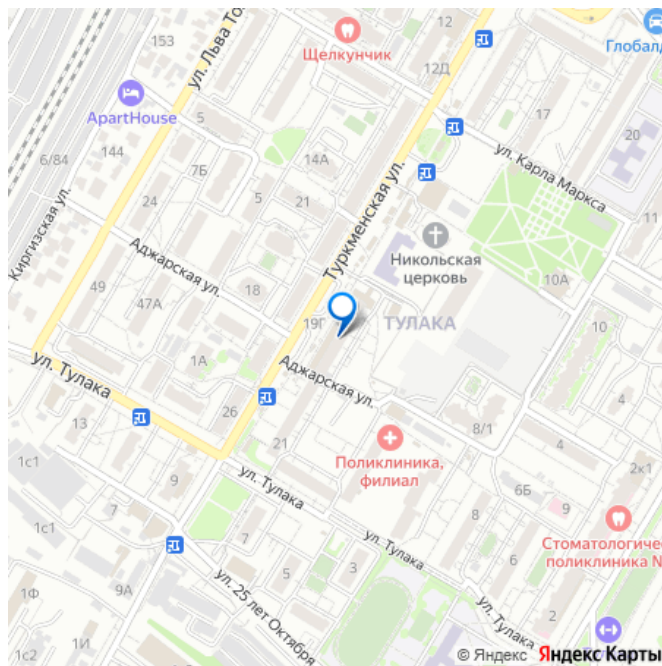 153
Щелкунчик
12
12Д
Глобалд
ул. Льва То
ApartHouse
5
17
20
6/84
144
7Б
14А
ул. Карла Маркса
Киргизская ул.
24
5
21
Туркменская ул.
11
Никольская
церковь
Аджарская ул.
49
47А
18
10А
19Г
ТУЛАКА
10
1А
ул. Тулака
Аджарская ул.
26
13
21
8/1
4
Поликлиника,
филиал
2к1
1с1
9
ул. Тулака
6Б
9
8
1с1
Стоматологичес
поликлиника №
7
ул. Тулака
6
7
5
3
4
1Ф
9А
ул. 25 лет Октября
ул. Тулака
1И
1с2
© Яндекс Яндекс Карты